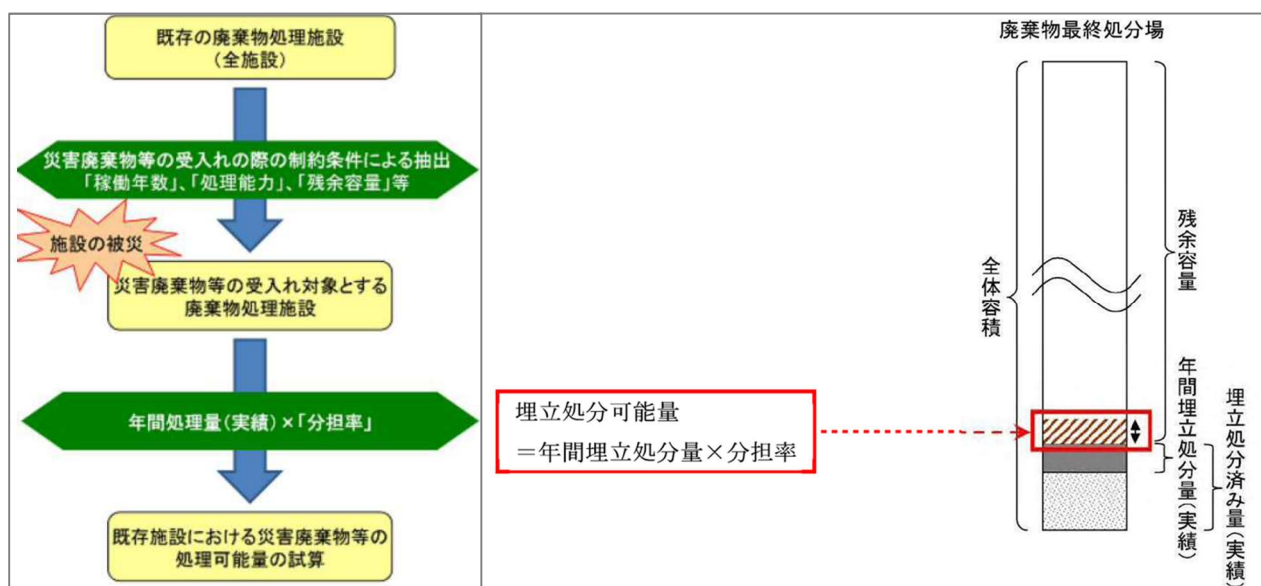 既存の廃棄物処理施設
(全施設)
災害廃棄物等の受入れの際の制約条件による抽出
「稼働年数」、「処理能力」、「残余容量」等
施設の被災
災害廃棄物等の受入れ対象とする
廃棄物処理施設
年間処理量(実績)×「分担率」
既存施設における災害廃棄物等の
処理可能量の試算
埋立処分可能量
＝年間埋立処分量×分担率
廃棄物最終処分場
全体容積
残余容量
年間埋立処分量(実績)
埋立処分済み量(実績)